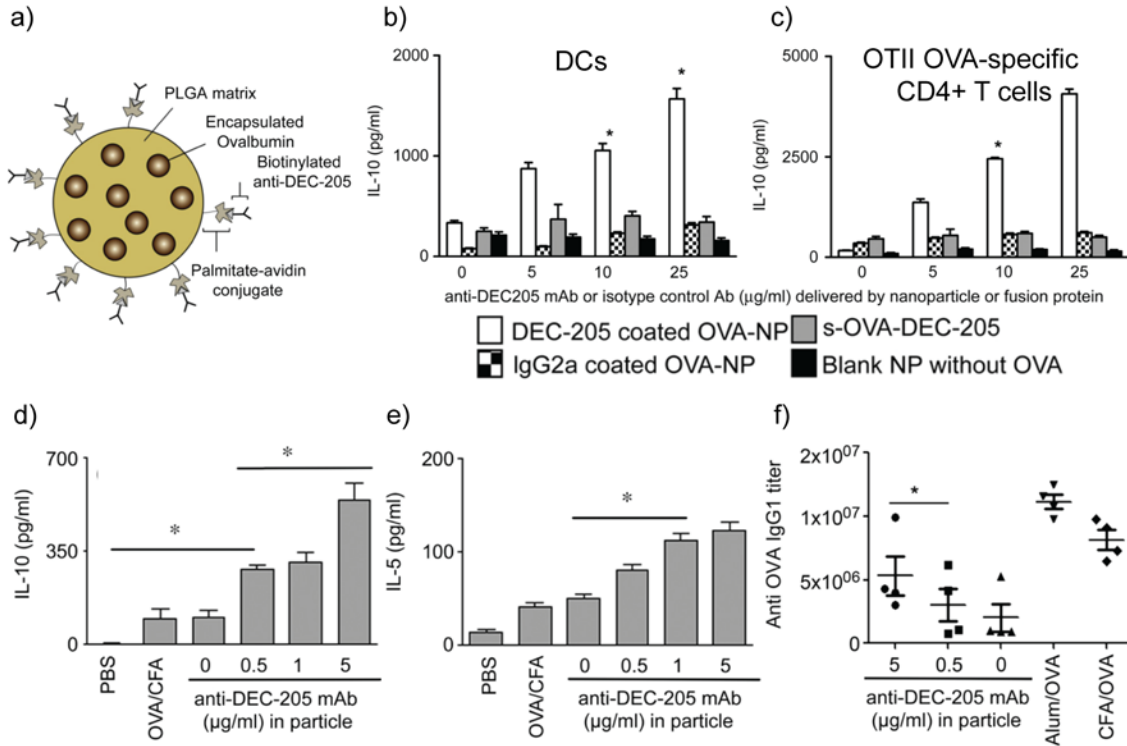 a)
PLGA matrix
Encapsulated
Ovalbumin
Biotinylated
anti-DEC-205
Palmitate-avidin
conjugate
b)
DCs
IL-10 (pg/ml)
2000
1000
0
*
*
0 5 10 25
c)
OTII OVA-specific
CD4+ T cells
IL-10 (pg/ml)
5000
2500
0
*
0 5 10 25
anti-DEC205 mAb or isotype control Ab (µg/ml) delivered by nanoparticle or fusion protein
DEC-205 coated OVA-NP
s-OVA-DEC-205
IgG2a coated OVA-NP
Blank NP without OVA
d)
IL-10 (pg/ml)
700
350
0
*
*
PBS
OVA/CFA
0 0.5 1 5
anti-DEC-205 mAb
(µg/ml) in particle
e)
IL-5 (pg/ml)
200
100
0
*
PBS
OVA/CFA
0 0.5 1 5
anti-DEC-205 mAb
(µg/ml) in particle
f)
Anti OVA IgG1 titer
2x10⁰⁷
1x10⁰⁷
5x10⁰⁶
0
*
5 0.5 0
anti-DEC-205 mAb
(µg/ml) in particle
Alum/OVA
CFA/OVA